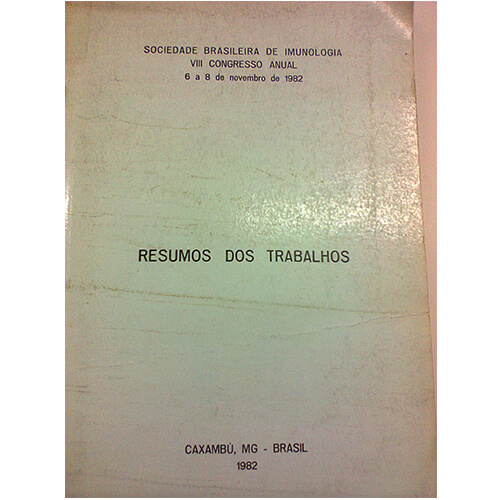 SOCIEDADE BRASILEIRA DE IMUNOLOGIA
VIII CONGRESSO ANUAL
6 a 8 de novembro de 1982
RESUMOS DOS TRABALHOS
CAXAMBÚ, MG - BRASIL
1982